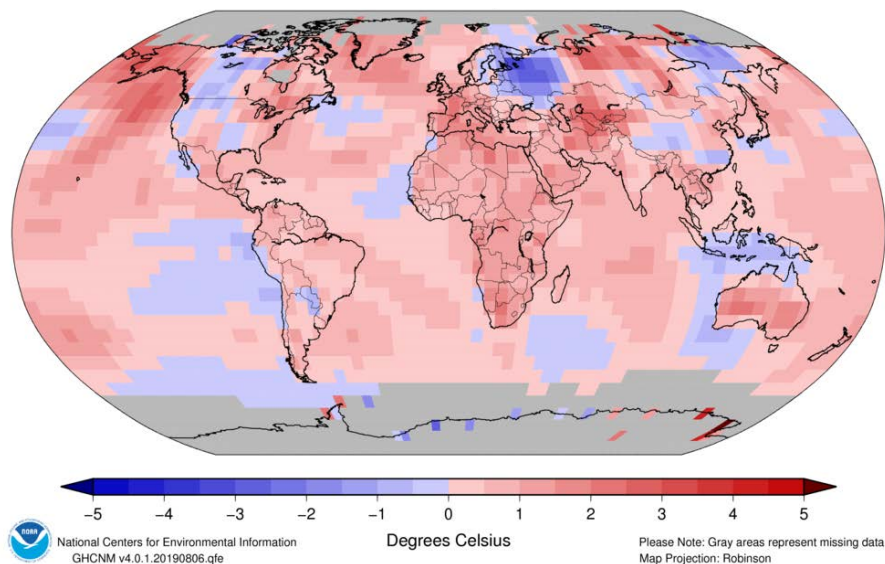 −5 −4 −3 −2 −1 0 1 2 3 4 5
Degrees Celsius
NOAA
National Centers for Environmental Information
GHCNM v4.0.1.20190806.qfe
Please Note: Gray areas represent missing data
Map Projection: Robinson